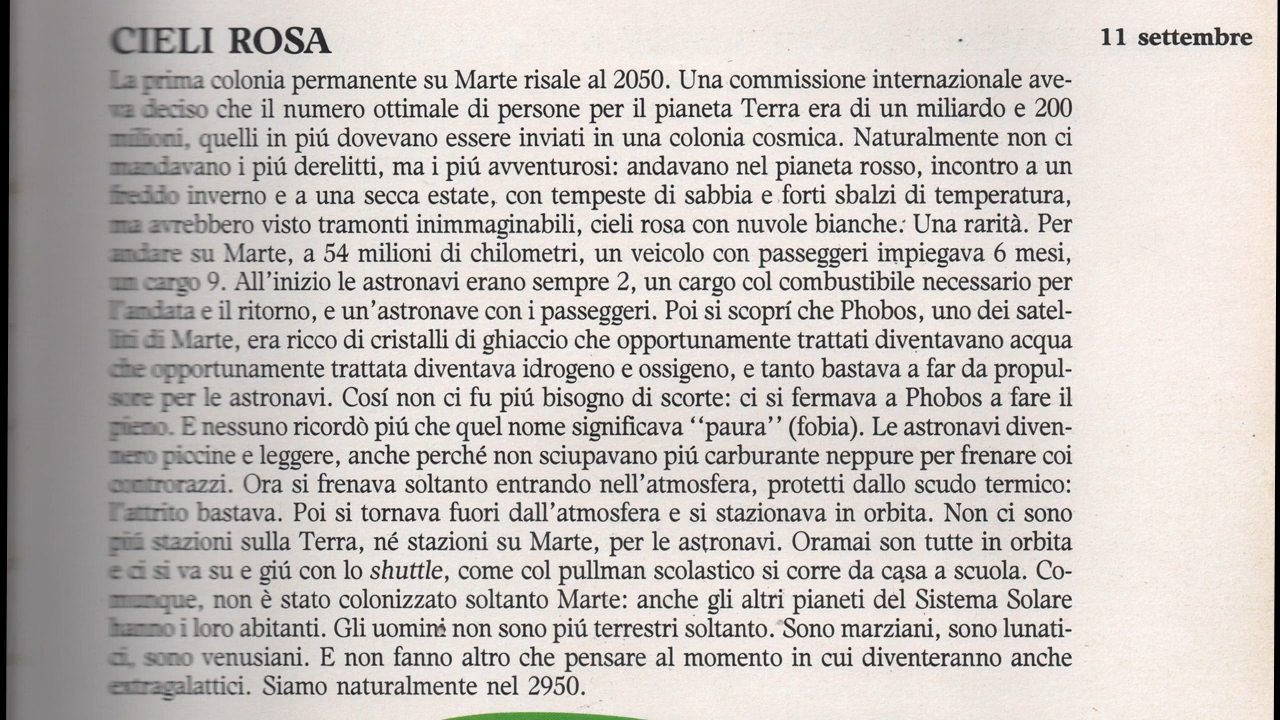 CIELI ROSA
11 settembre
La prima colonia permanente su Marte risale al 2050. Una commissione internazionale ave-
va deciso che il numero ottimale di persone per il pianeta Terra era di un miliardo e 200
milioni, quelli in piú dovevano essere inviati in una colonia cosmica. Naturalmente non ci
mandavano i piú derelitti, ma i piú avventurosi: andavano nel pianeta rosso, incontro a un
freddo inverno e a una secca estate, con tempeste di sabbia e forti sbalzi di temperatura,
ma avrebbero visto tramonti inimmaginabili, cieli rosa con nuvole bianche. Una rarità. Per
andare su Marte, a 54 milioni di chilometri, un veicolo con passeggeri impiegava 6 mesi,
un cargo 9. All'inizio le astronavi erano sempre 2, un cargo col combustibile necessario per
l'andata e il ritorno, e un'astronave con i passeggeri. Poi si scoprí che Phobos, uno dei satel-
liti di Marte, era ricco di cristalli di ghiaccio che opportunamente trattati diventavano acqua
che opportunamente trattata diventava idrogeno e ossigeno, e tanto bastava a far da propul-
sore per le astronavi. Cosí non ci fu piú bisogno di scorte: ci si fermava a Phobos a fare il
pieno. E nessuno ricordò piú che quel nome significava "paura" (fobia). Le astronavi diven-
nero piccine e leggere, anche perché non sciupavano piú carburante neppure per frenare coi
controrazzi. Ora si frenava soltanto entrando nell'atmosfera, protetti dallo scudo termico:
l'attrito bastava. Poi si tornava fuori dall'atmosfera e si stazionava in orbita. Non ci sono
piú stazioni sulla Terra, né stazioni su Marte, per le astronavi. Oramai son tutte in orbita
e ci si va su e giú con lo shuttle, come col pullman scolastico si corre da casa a scuola. Co-
munque, non è stato colonizzato soltanto Marte: anche gli altri pianeti del Sistema Solare
hanno i loro abitanti. Gli uomini non sono piú terrestri soltanto. Sono marziani, sono lunati-
ci, sono venusiani. E non fanno altro che pensare al momento in cui diventeranno anche
extragalattici. Siamo naturalmente nel 2950.